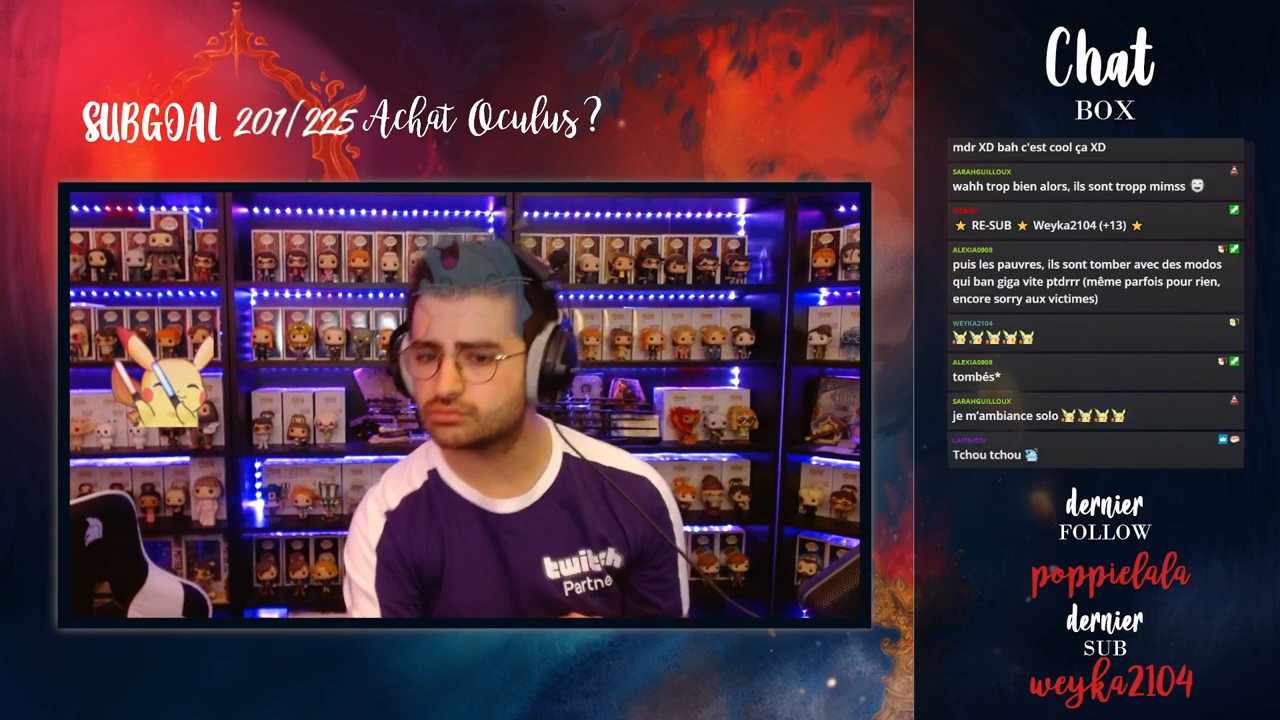 SUBGOAL 201/225 Achat Oculus?
twitch
Partne
Chat
BOX
mdr XD bah c'est cool ça XD
SARAHGUILLOUX
wahh trop bien alors, ils sont tropp mimss
RE-SUB Weyka2104 (+13)
ALEXIA0908
puis les pauvres, ils sont tomber avec des modos
qui ban giga vite ptdrrr (même parfois pour rien,
encore sorry aux victimes)
WEYKA2104
ALEXIA0908
tombés*
SARAHGUILLOUX
je m'ambiance solo
Tchou tchou
dernier
FOLLOW
poppielala
dernier
SUB
weyka2104